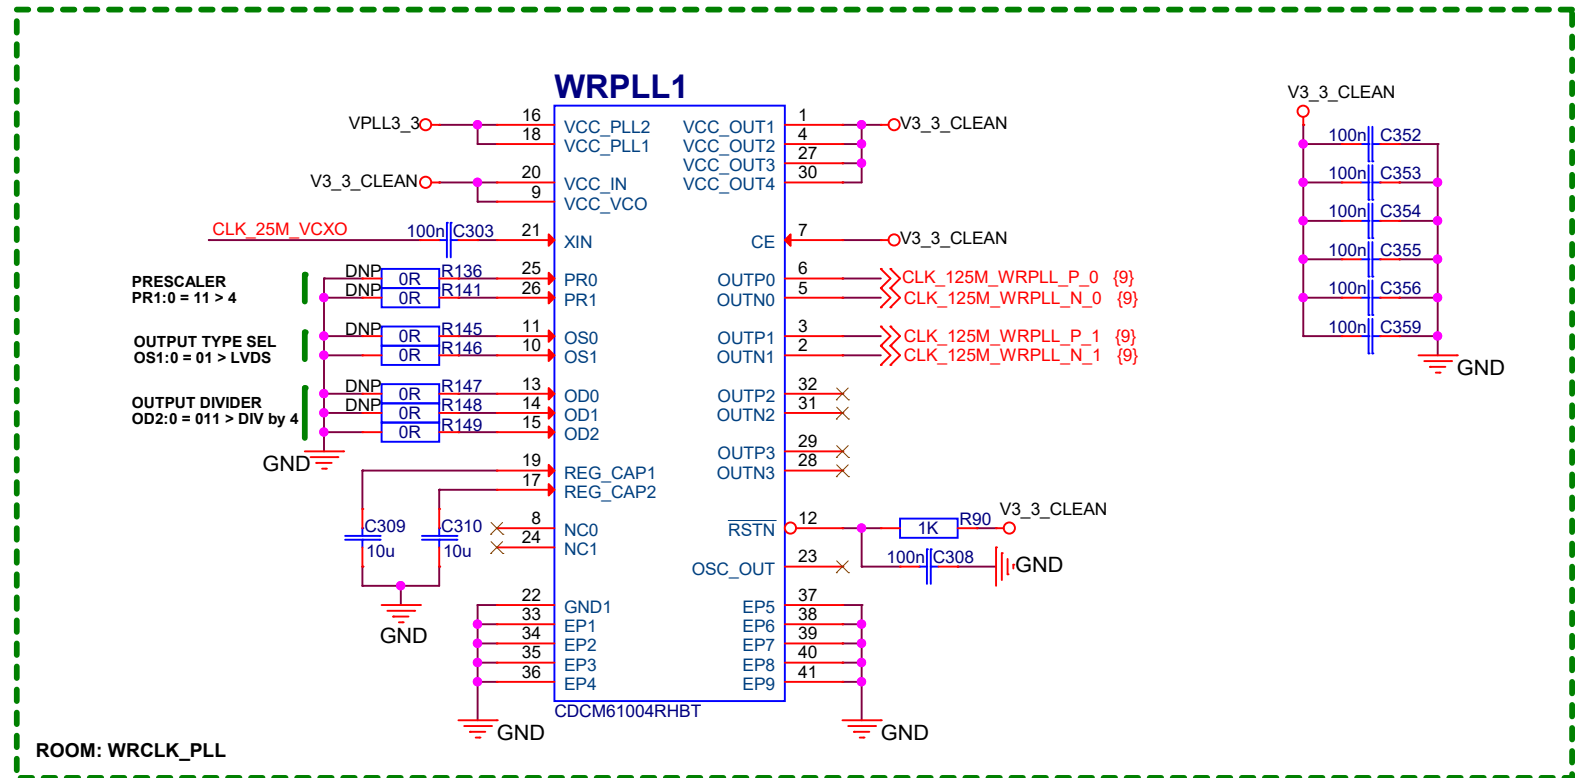 WRPLL1
VPLL3_3
16
VCC_PLL2
18
VCC_PLL1
V3_3_CLEAN
20
VCC_IN
9
VCC_VCO
CLK_25M_VCXO
100n C303
21
XIN
PRESCALER
PR1:0 = 11 > 4
DNP 0R R136
25
PR0
DNP 0R R141
26
PR1
OUTPUT TYPE SEL
OS1:0 = 01 > LVDS
DNP 0R R145
11
OS0
0R R146
10
OS1
OUTPUT DIVIDER
OD2:0 = 011 > DIV by 4
DNP 0R R147
13
OD0
DNP 0R R148
14
OD1
0R R149
15
OD2
GND
19
REG_CAP1
17
REG_CAP2
C309
10u
C310
10u
GND
8
NC0
24
NC1
22
GND1
33
EP1
34
EP2
35
EP3
36
EP4
GND
CDCM61004RHBT
VCC_OUT1
1
VCC_OUT2
4
VCC_OUT3
27
VCC_OUT4
30
V3_3_CLEAN
CE
7
V3_3_CLEAN
OUTP0
6
CLK_125M_WRPLL_P_0 {9}
OUTN0
5
CLK_125M_WRPLL_N_0 {9}
OUTP1
3
CLK_125M_WRPLL_P_1 {9}
OUTN1
2
CLK_125M_WRPLL_N_1 {9}
OUTP2
32
OUTN2
31
OUTP3
29
OUTN3
28
RSTN
12
1K R90
V3_3_CLEAN
100n C308
GND
OSC_OUT
23
EP5
37
EP6
38
EP7
39
EP8
40
EP9
41
GND
V3_3_CLEAN
100n C352
100n C353
100n C354
100n C355
100n C356
100n C359
GND
ROOM: WRCLK_PLL